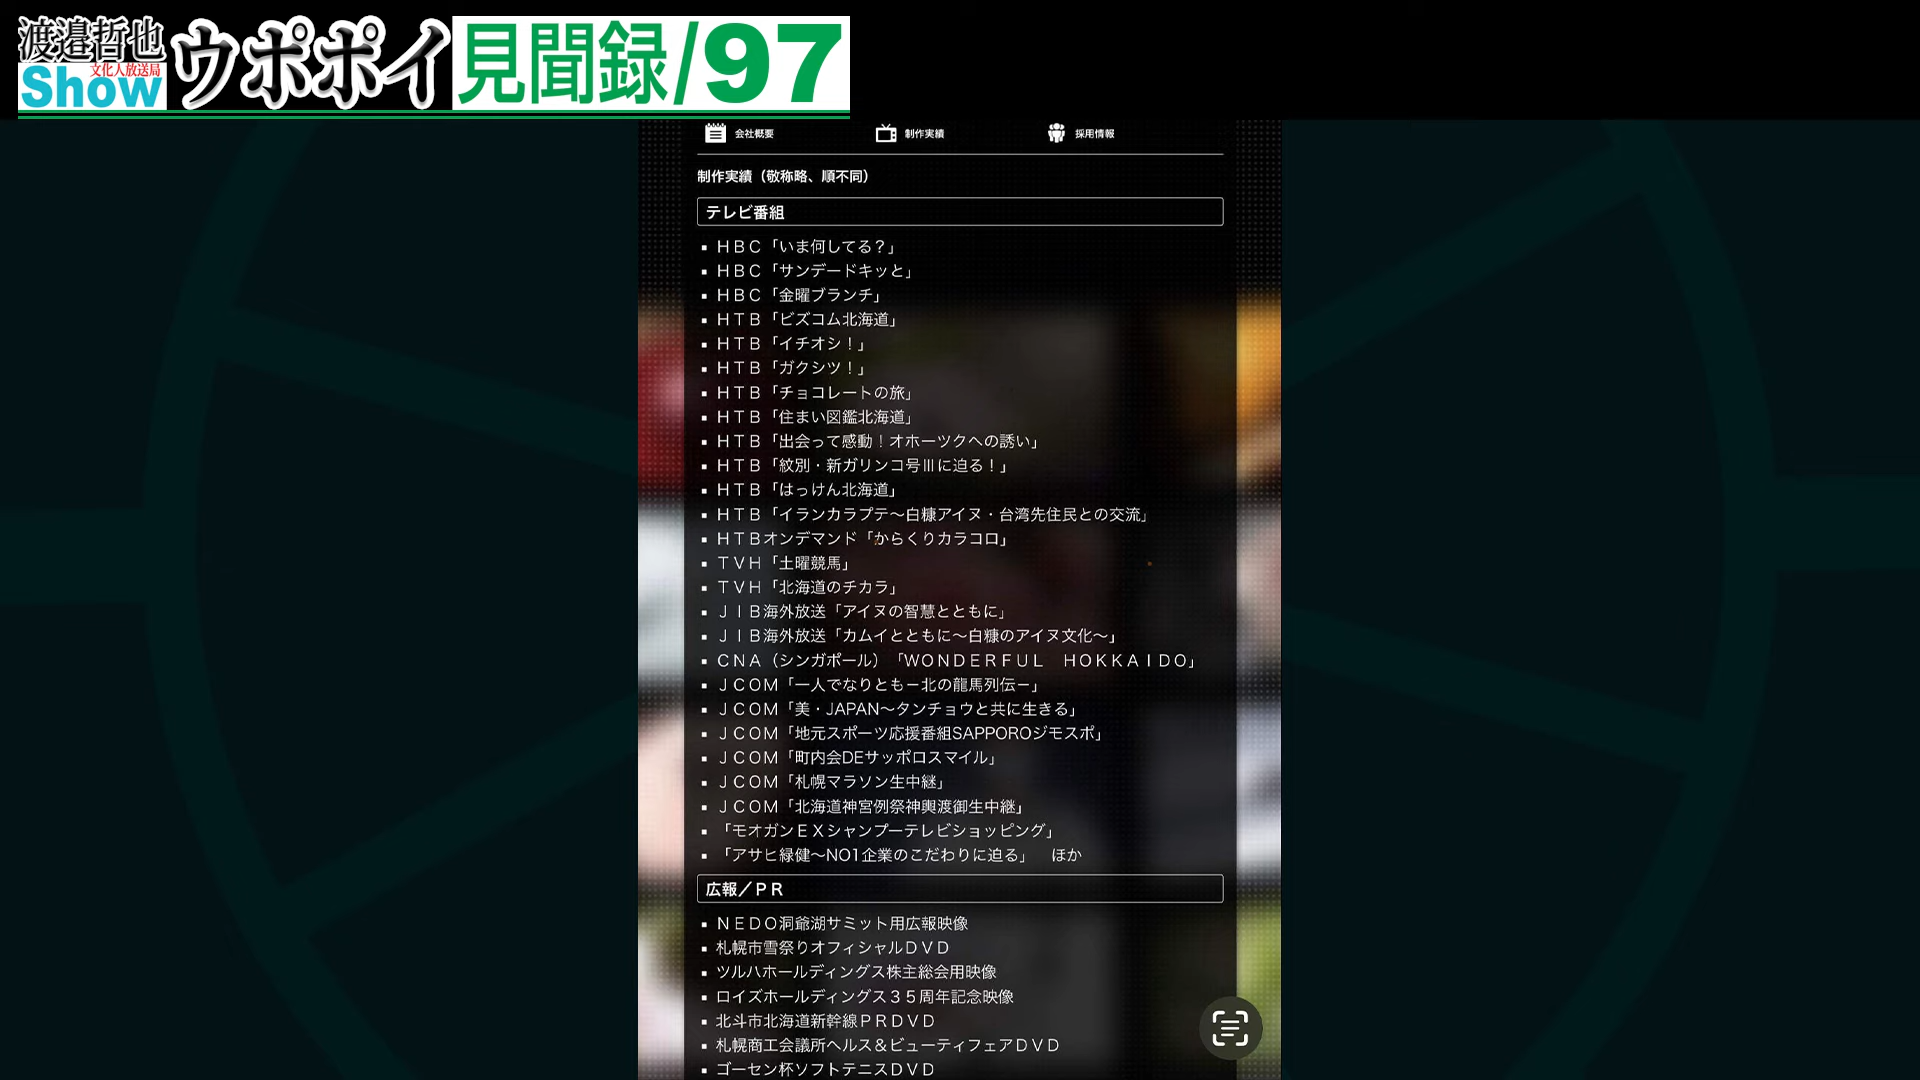 渡邉哲也
Show
文化人放送局
ウポポイ見聞録/97
会社概要
制作実績
採用情報
制作実績（敬称略、順不同）
テレビ番組
▪ ＨＢＣ「いま何してる？」
▪ ＨＢＣ「サンデードキッと」
▪ ＨＢＣ「金曜ブランチ」
▪ ＨＴＢ「ビズコム北海道」
▪ ＨＴＢ「イチオシ！」
▪ ＨＴＢ「ガクシツ！」
▪ ＨＴＢ「チョコレートの旅」
▪ ＨＴＢ「住まい図鑑北海道」
▪ ＨＴＢ「出会って感動！オホーツクへの誘い」
▪ ＨＴＢ「紋別・新ガリンコ号Ⅲに迫る！」
▪ ＨＴＢ「はっけん北海道」
▪ ＨＴＢ「イランカラプテ～白糠アイヌ・台湾先住民との交流」
▪ ＨＴＢオンデマンド「からくりカラコロ」
▪ ＴＶＨ「土曜競馬」
▪ ＴＶＨ「北海道のチカラ」
▪ ＪＩＢ海外放送「アイヌの智慧とともに」
▪ ＪＩＢ海外放送「カムイとともに～白糠のアイヌ文化～」
▪ ＣＮＡ（シンガポール）「ＷＯＮＤＥＲＦＵＬ　ＨＯＫＫＡＩＤＯ」
▪ ＪＣＯＭ「一人でなりとも－北の龍馬列伝－」
▪ ＪＣＯＭ「美・JAPAN～タンチョウと共に生きる」
▪ ＪＣＯＭ「地元スポーツ応援番組SAPPOROジモスポ」
▪ ＪＣＯＭ「町内会DEサッポロスマイル」
▪ ＪＣＯＭ「札幌マラソン生中継」
▪ ＪＣＯＭ「北海道神宮例祭神輿渡御生中継」
▪ 「モオガンＥＸシャンプーテレビショッピング」
▪ 「アサヒ緑健～NO1企業のこだわりに迫る」　ほか
広報／ＰＲ
▪ ＮＥＤＯ洞爺湖サミット用広報映像
▪ 札幌市雪祭りオフィシャルＤＶＤ
▪ ツルハホールディングス株主総会用映像
▪ ロイズホールディングス３５周年記念映像
▪ 北斗市北海道新幹線ＰＲＤＶＤ
▪ 札幌商工会議所ヘルス＆ビューティフェアＤＶＤ
▪ ゴーセン杯ソフトテニスＤＶＤ